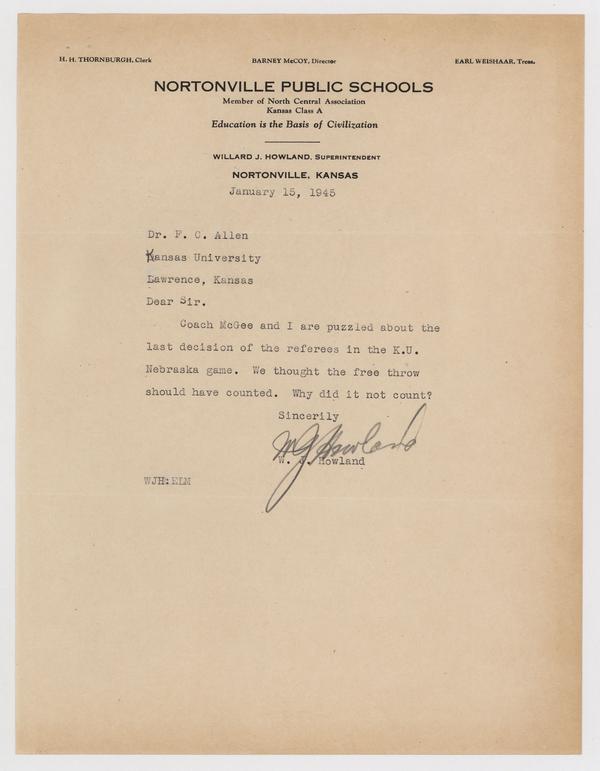 H. H. THORNBURGH, Clerk BARNEY McCOY, Director EARL WEISHAAR, Treas.
NORTONVILLE PUBLIC SCHOOLS
Member of North Central Association
Kansas Class A
Education is the Basis of Civilization
WILLARD J. HOWLAND, SUPERINTENDENT
NORTONVILLE, KANSAS
January 15, 1945
Dr. F. C. Allen
Kansas University
Lawrence, Kansas
Dear Sir.
Coach McGee and I are puzzled about the
last decision of the referees in the K.U.
Nebraska game. We thought the free throw
should have counted. Why did it not count?
Sincerily
WJ Howland
W. J. Howland
WJH:ELM